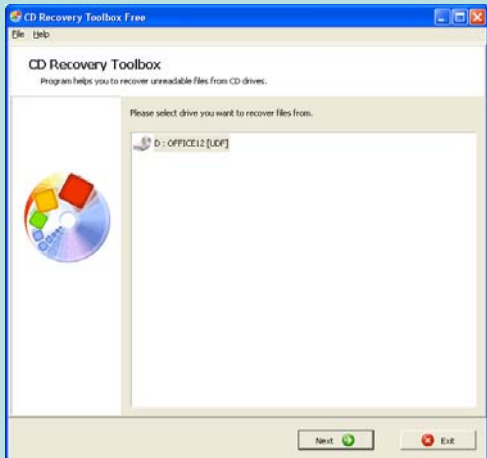 CD Recovery Toolbox Free
File Help
CD Recovery Toolbox
Program helps you to recover unreadable files from CD drives.
Please select drive you want to recover files from.
D : OFFICE12 [UDF]
Next
Exit